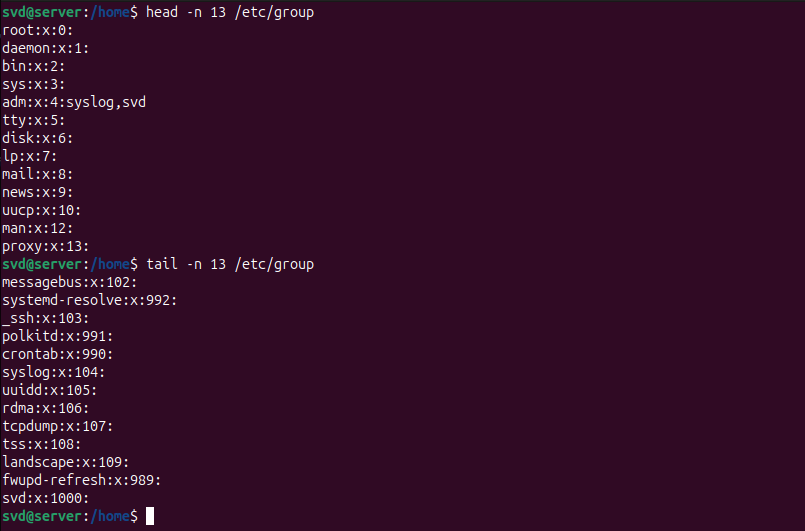 svd@server:/home$ head -n 13 /etc/group
root:x:0:
daemon:x:1:
bin:x:2:
sys:x:3:
adm:x:4:syslog,svd
tty:x:5:
disk:x:6:
lp:x:7:
mail:x:8:
news:x:9:
uucp:x:10:
man:x:12:
proxy:x:13:
svd@server:/home$ tail -n 13 /etc/group
messagebus:x:102:
systemd-resolve:x:992:
_ssh:x:103:
polkitd:x:991:
crontab:x:990:
syslog:x:104:
uuidd:x:105:
rdma:x:106:
tcpdump:x:107:
tss:x:108:
landscape:x:109:
fwupd-refresh:x:989:
svd:x:1000:
svd@server:/home$